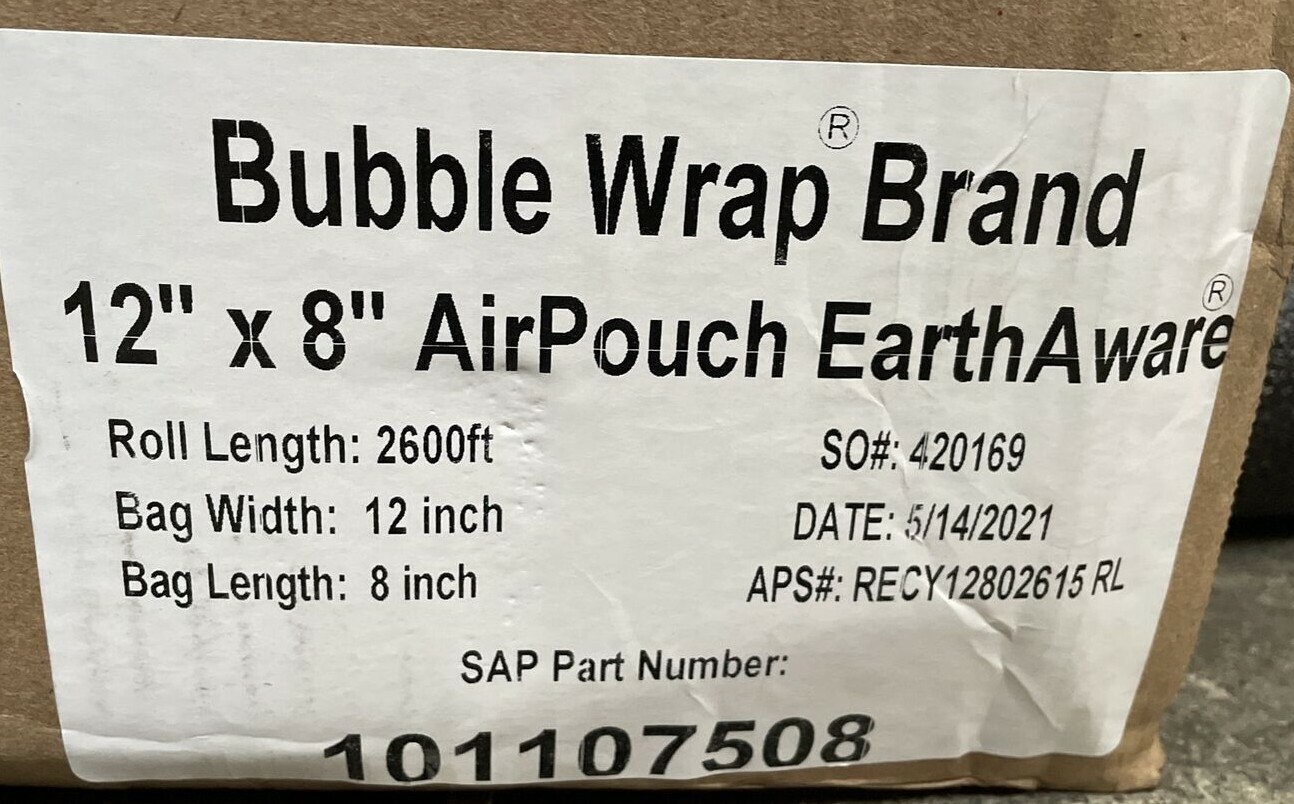 Bubble Wrap® Brand
12" x 8" AirPouch EarthAware®
Roll Length: 2600ft
SO#: 420169
Bag Width: 12 inch
DATE: 5/14/2021
Bag Length: 8 inch
APS#: RECY12802615 RL
SAP Part Number:
101107508